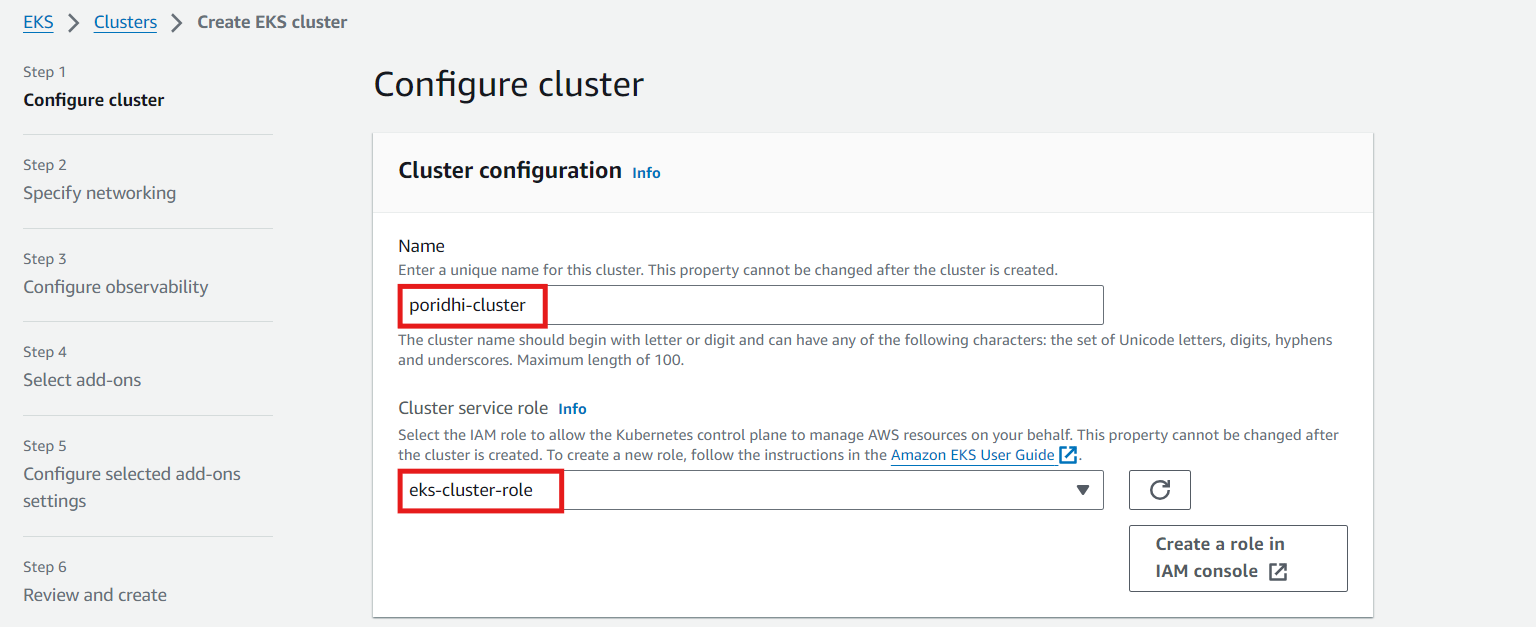 EKS > Clusters > Create EKS cluster
Step 1
Configure cluster
Step 2
Specify networking
Step 3
Configure observability
Step 4
Select add-ons
Step 5
Configure selected add-ons
settings
Step 6
Review and create
Configure cluster
Cluster configuration Info
Name
Enter a unique name for this cluster. This property cannot be changed after the cluster is created.
poridhi-cluster
The cluster name should begin with letter or digit and can have any of the following characters: the set of Unicode letters, digits, hyphens
and underscores. Maximum length of 100.
Cluster service role Info
Select the IAM role to allow the Kubernetes control plane to manage AWS resources on your behalf. This property cannot be changed after
the cluster is created. To create a new role, follow the instructions in the Amazon EKS User Guide.
eks-cluster-role
Create a role in
IAM console